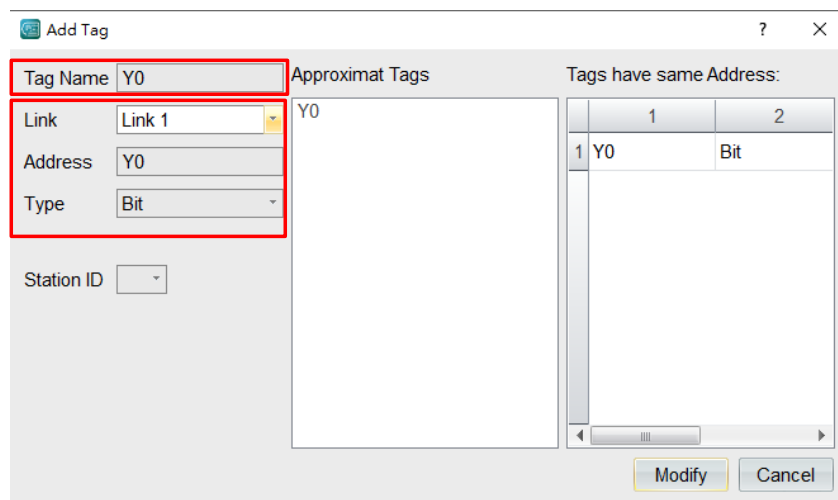 Add Tag ? ×
Tag Name Y0
Link Link 1
Address Y0
Type Bit
Station ID
Approximat Tags
Y0
Tags have same Address:
1 2
1 Y0 Bit
Modify Cancel